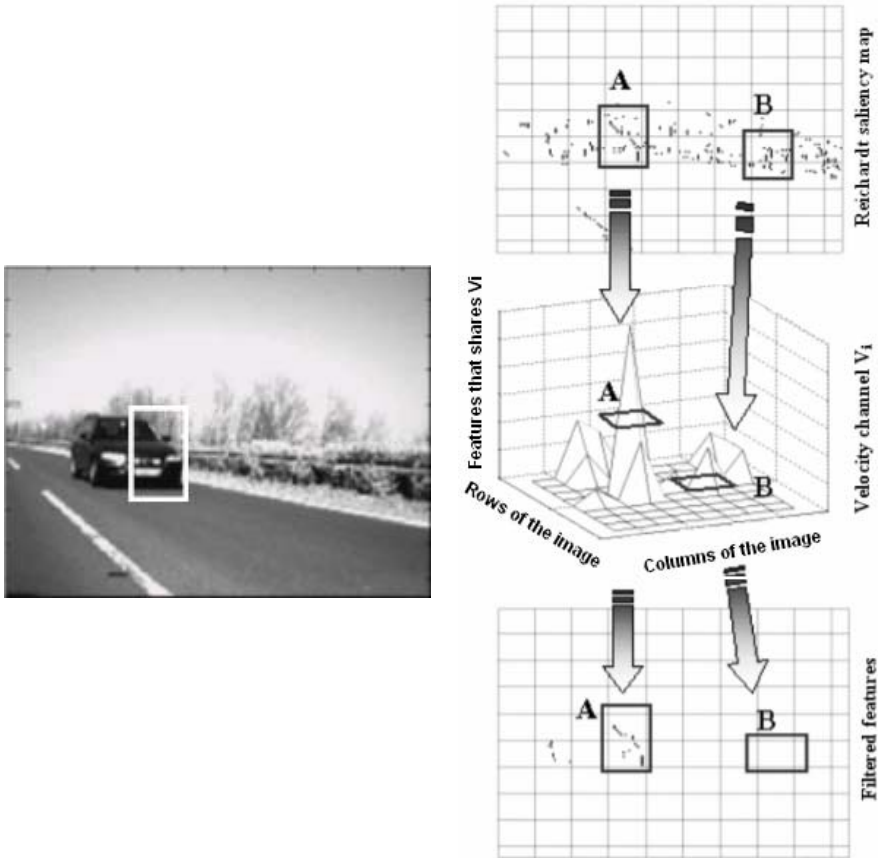 A
B
Reichardt saliency map
Features that shares Vi
A
B
Rows of the image
Columns of the image
Velocity channel Vi
A
B
Filtered features